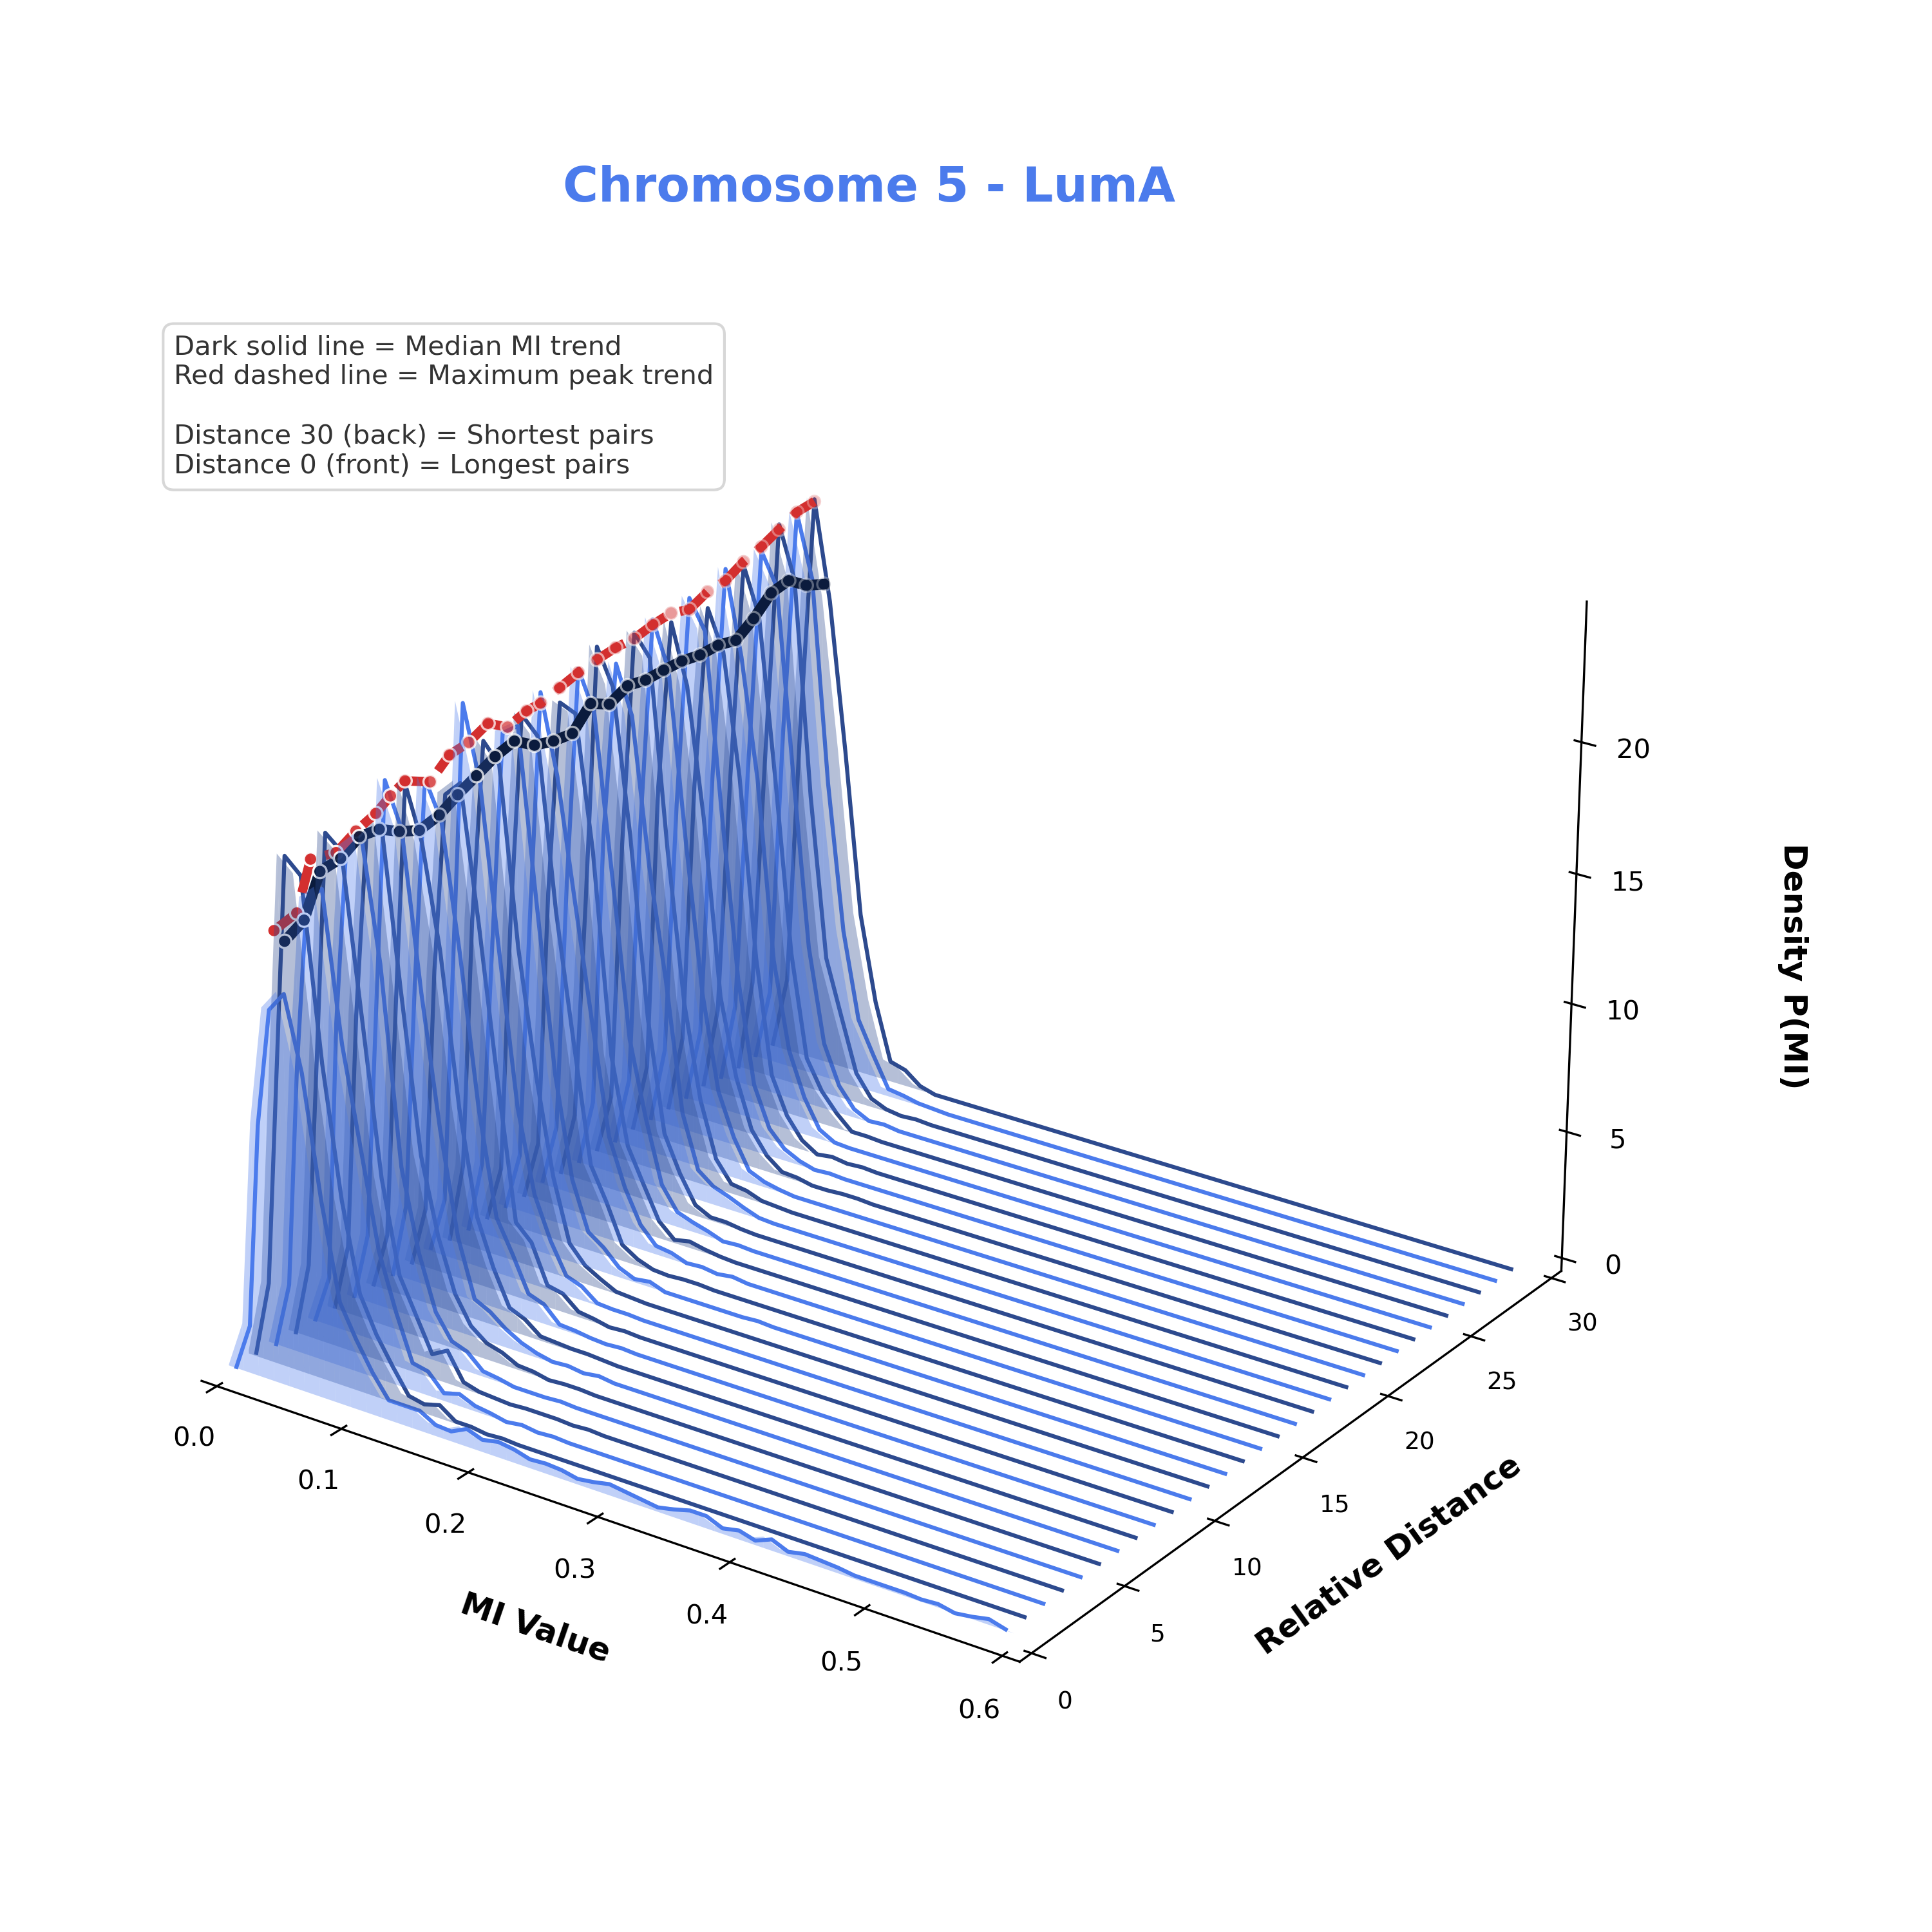 Chromosome 5 - LumA
Dark solid line = Median MI trend
Red dashed line = Maximum peak trend
Distance 30 (back) = Shortest pairs
Distance 0 (front) = Longest pairs
20
15
10
5
0
Density P(MI)
30
25
20
15
10
5
0
Relative Distance
0.0
0.1
0.2
0.3
0.4
0.5
0.6
MI Value